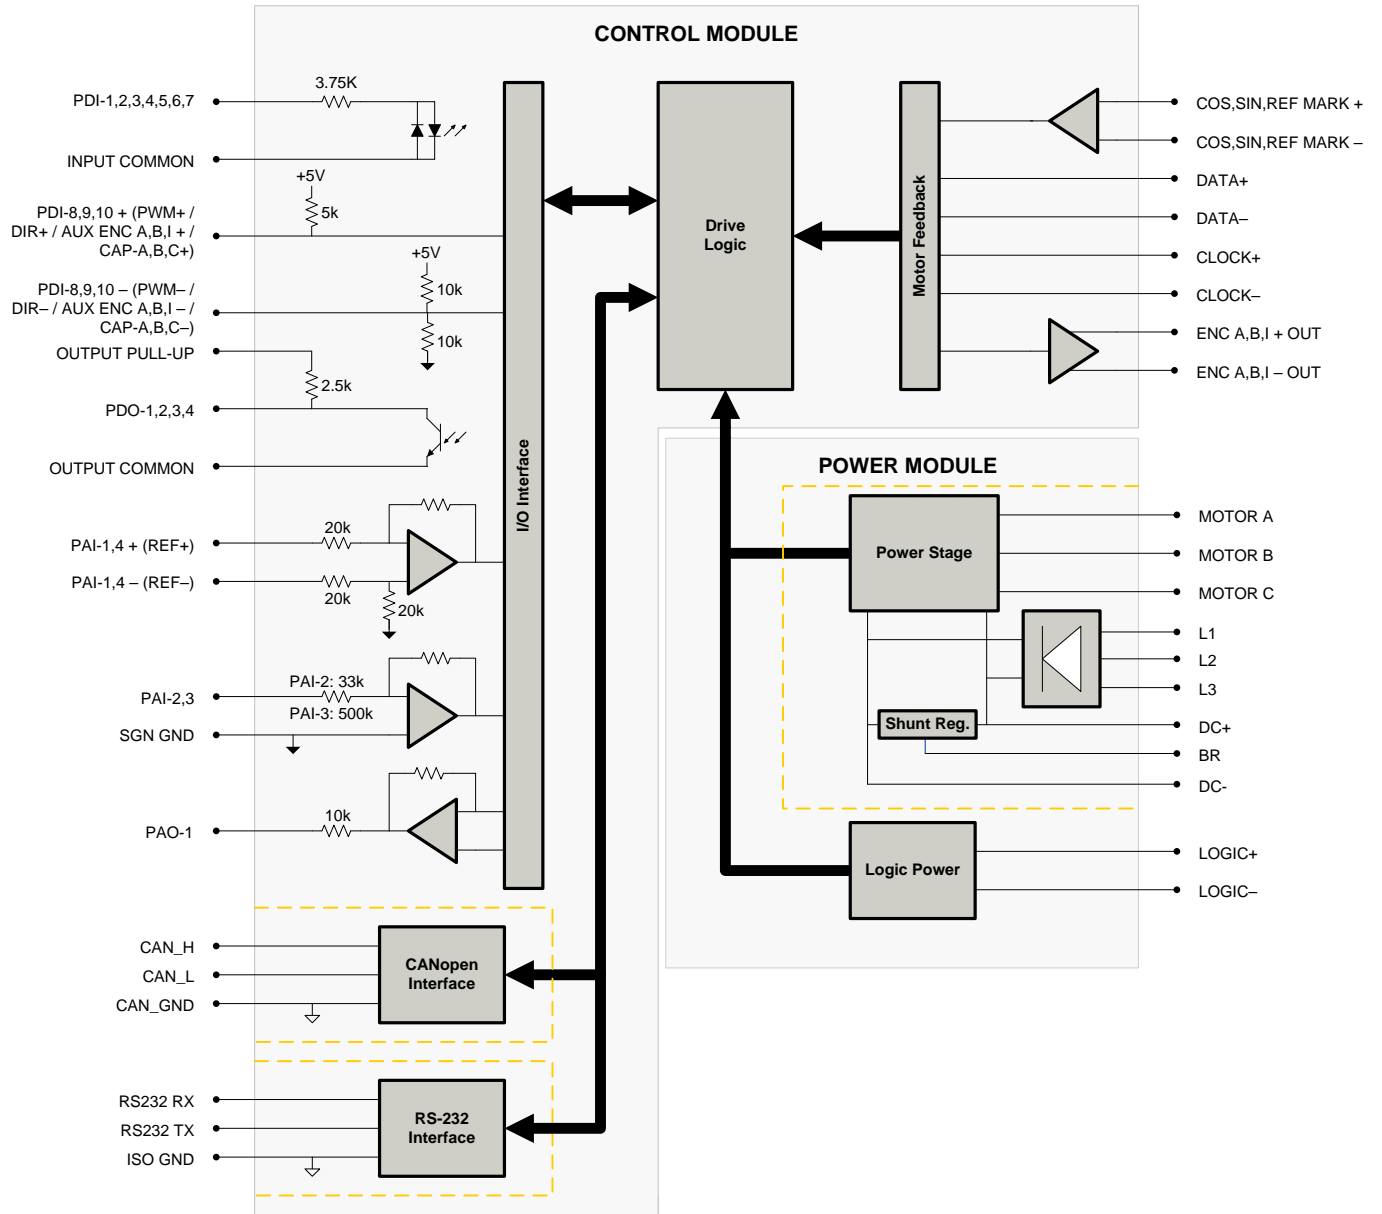 CONTROL MODULE
PDI-1,2,3,4,5,6,7
3.75K
INPUT COMMON
+5V
5k
PDI-8,9,10 + (PWM+ /
DIR+ / AUX ENC A,B,I + /
CAP-A,B,C+)
+5V
10k
PDI-8,9,10 – (PWM– /
DIR– / AUX ENC A,B,I – /
CAP-A,B,C–)
10k
OUTPUT PULL-UP
2.5k
PDO-1,2,3,4
OUTPUT COMMON
20k
PAI-1,4 + (REF+)
PAI-1,4 – (REF–)
20k
20k
PAI-2: 33k
PAI-2,3
PAI-3: 500k
SGN GND
10k
PAO-1
I/O Interface
CAN_H
CAN_L
CAN_GND
CANopen
Interface
RS232 RX
RS232 TX
ISO GND
RS-232
Interface
Drive
Logic
Motor Feedback
COS,SIN,REF MARK +
COS,SIN,REF MARK –
DATA+
DATA–
CLOCK+
CLOCK–
ENC A,B,I + OUT
ENC A,B,I – OUT
POWER MODULE
Power Stage
MOTOR A
MOTOR B
MOTOR C
L1
L2
L3
Shunt Reg.
DC+
BR
DC-
Logic Power
LOGIC+
LOGIC–